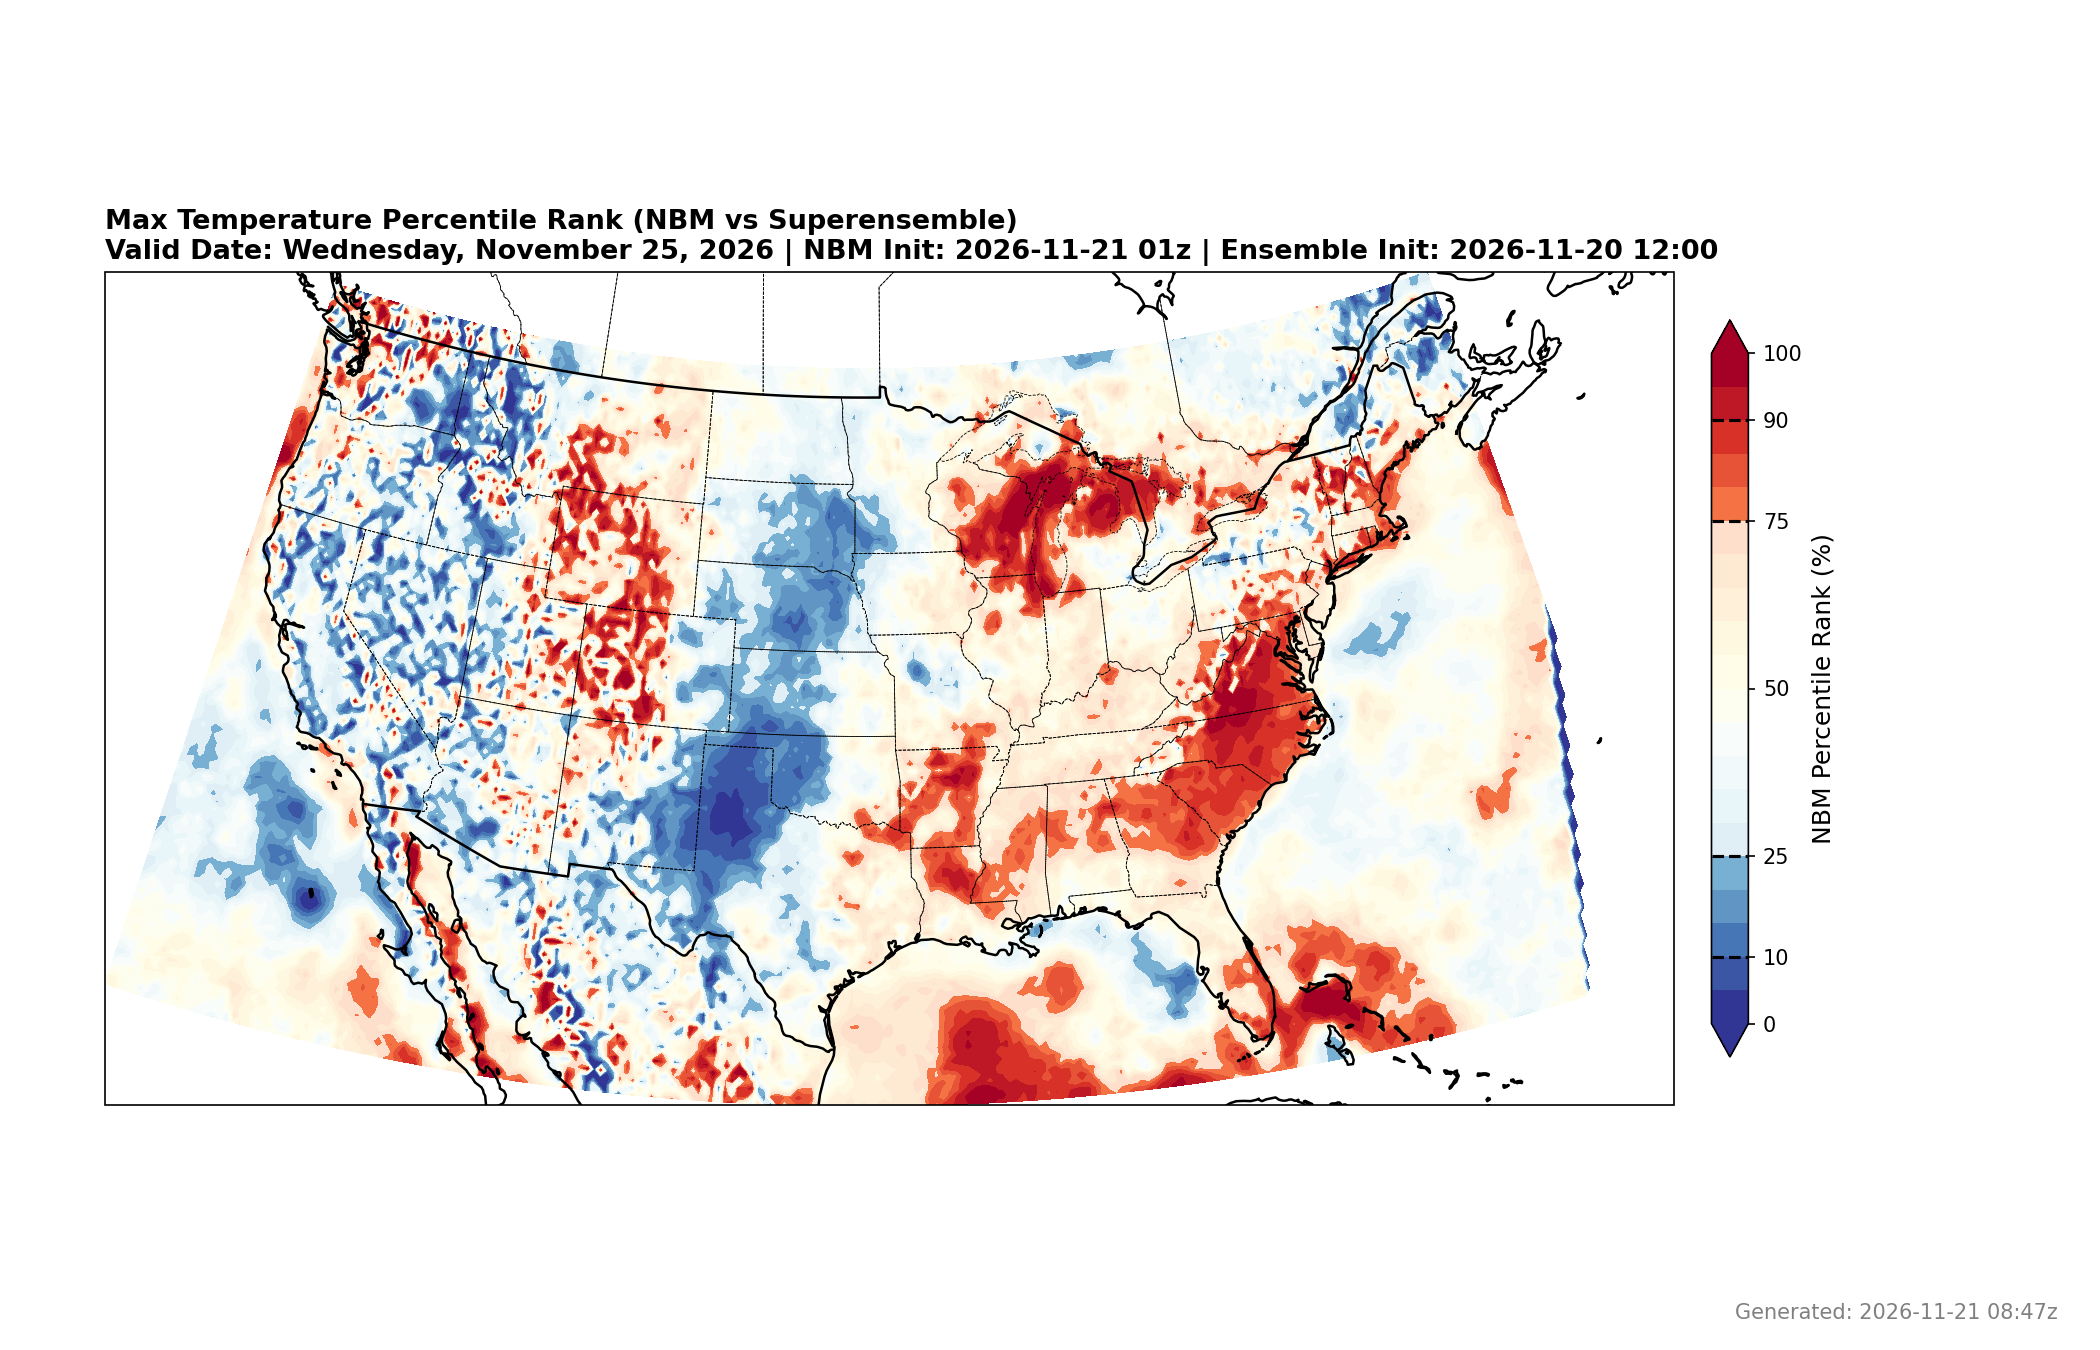 Max Temperature Percentile Rank (NBM vs Superensemble)
Valid Date: Wednesday, November 25, 2026 | NBM Init: 2026-11-21 01z | Ensemble Init: 2026-11-20 12:00
100
90
75
50
25
10
0
NBM Percentile Rank (%)
Generated: 2026-11-21 08:47z